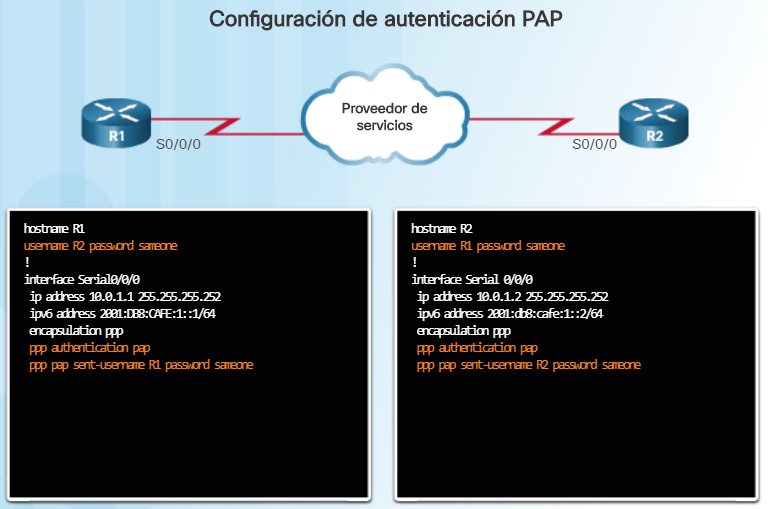 Configuración de autenticación PAP
Proveedor de
servicios
R1
R2
S0/0/0
S0/0/0
hostname R1
username R2 password sameone
!
interface Serial0/0/0
ip address 10.0.1.1 255.255.255.252
ipv6 address 2001:DB8:CAFE:1::1/64
encapsulation ppp
ppp authentication pap
ppp pap sent-username R1 password sameone
hostname R2
username R1 password sameone
!
interface Serial 0/0/0
ip address 10.0.1.2 255.255.255.252
ipv6 address 2001:db8:cafe:1::2/64
encapsulation ppp
ppp authentication pap
ppp pap sent-username R2 password sameone